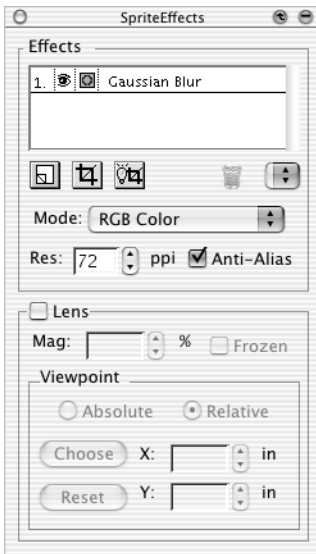 SpriteEffects
Effects
1. Gaussian Blur
Mode: RGB Color
Res: 72 ppi Anti-Alias
Lens
Mag: % Frozen
Viewpoint
Absolute Relative
Choose X: in
Reset Y: in